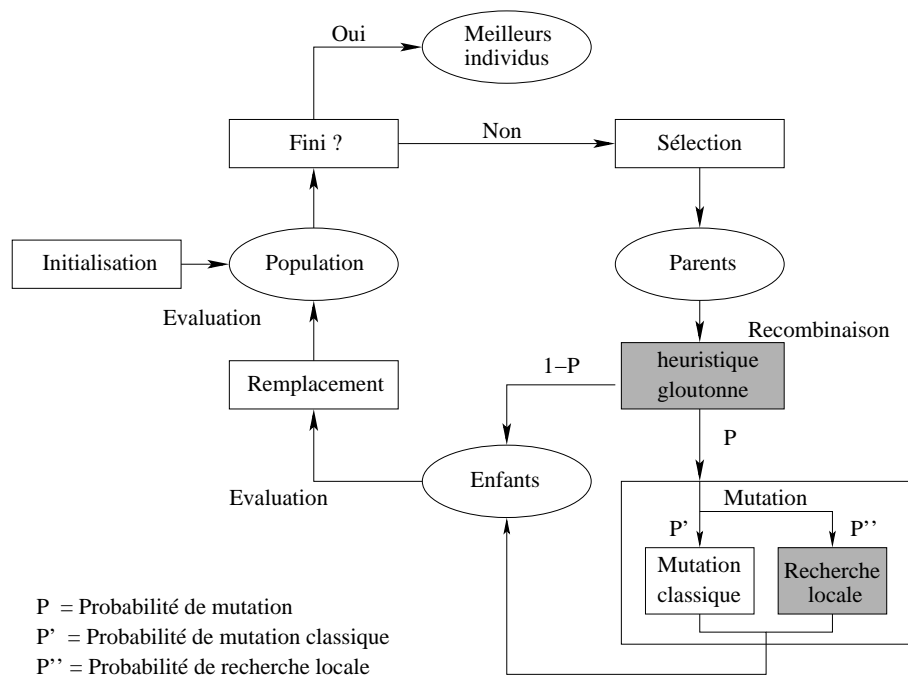 Oui
Meilleurs
individus
Fini ?
Non
Sélection
Initialisation
Population
Parents
Evaluation
Recombinaison
Remplacement
1−P
heuristique
gloutonne
P
Evaluation
Enfants
Mutation
P'
P''
Mutation
classique
Recherche
locale
P = Probabilité de mutation
P' = Probabilité de mutation classique
P'' = Probabilité de recherche locale